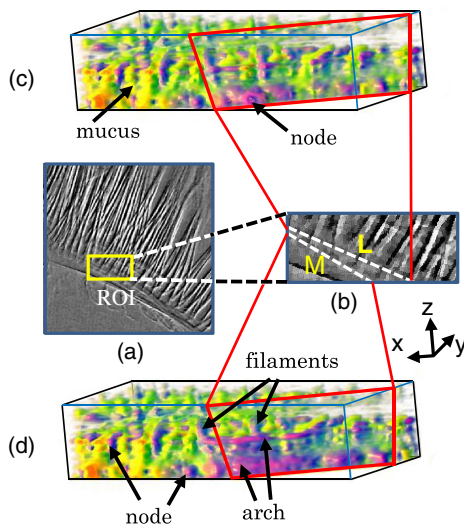 (c)
mucus
node
ROI
(a)
L
M
(b)
z
x
y
filaments
(d)
node
arch